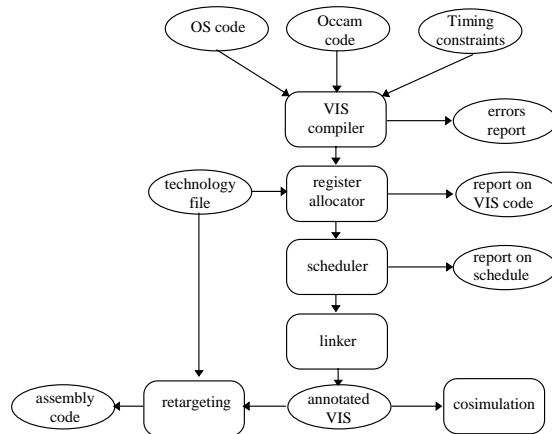 OS code
Occam
code
Timing
constraints
VIS
compiler
errors
report
technology
file
register
allocator
report on
VIS code
scheduler
report on
schedule
linker
assembly
code
retargeting
annotated
VIS
cosimulation